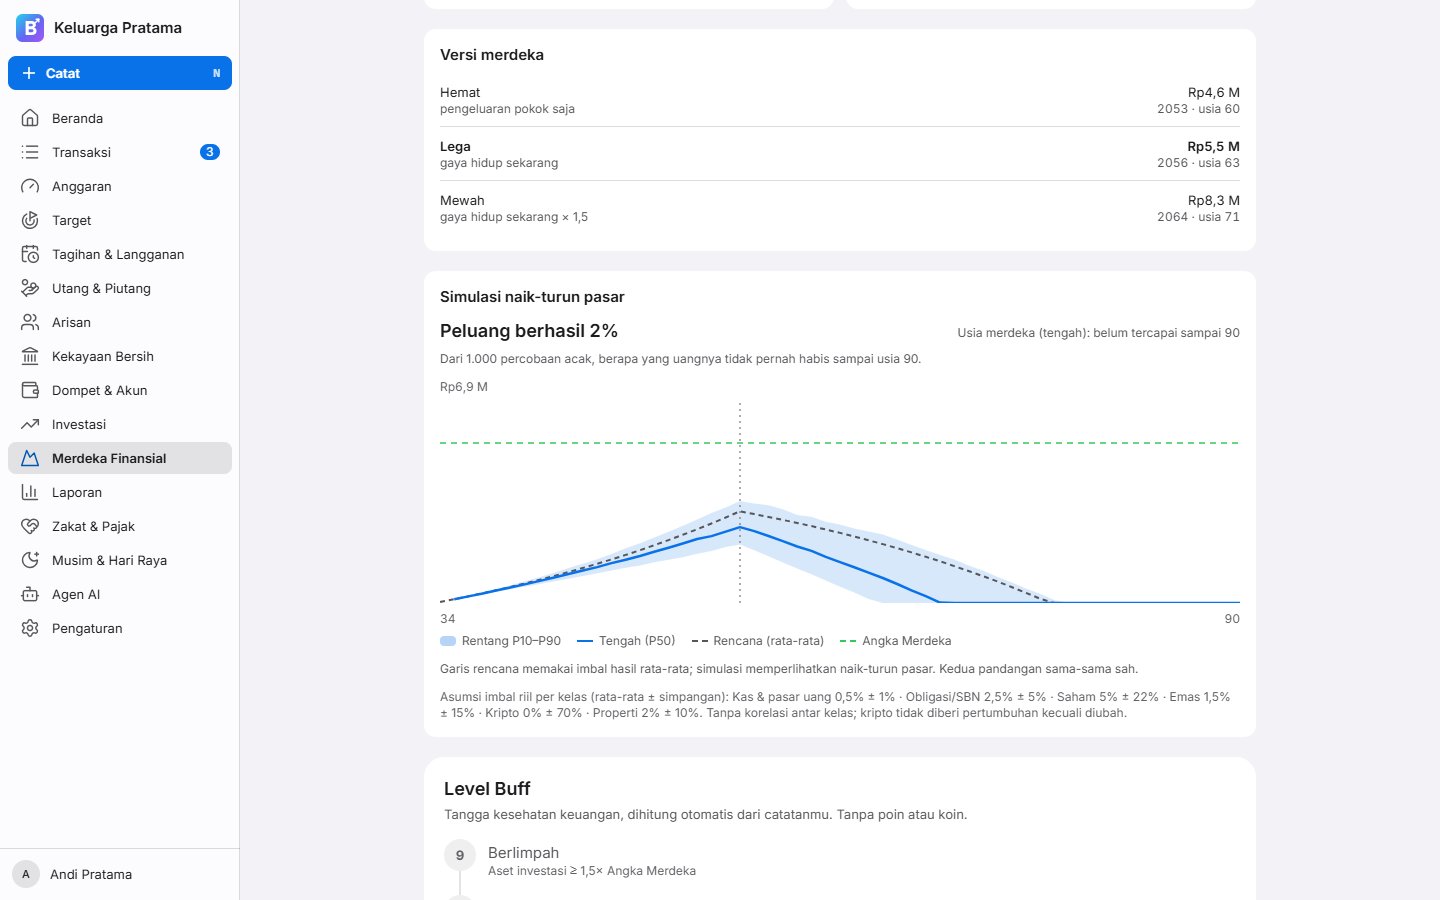 B
Keluarga Pratama
Catat
N
Beranda
Transaksi
3
Anggaran
Target
Tagihan & Langganan
Utang & Piutang
Arisan
Kekayaan Bersih
Dompet & Akun
Investasi
Merdeka Finansial
Laporan
Zakat & Pajak
Musim & Hari Raya
Agen AI
Pengaturan
A
Andi Pratama
Versi merdeka
Hemat
Rp4,6 M
pengeluaran pokok saja
2053 · usia 60
Lega
Rp5,5 M
gaya hidup sekarang
2056 · usia 63
Mewah
Rp8,3 M
gaya hidup sekarang × 1,5
2064 · usia 71
Simulasi naik-turun pasar
Peluang berhasil 2%
Usia merdeka (tengah): belum tercapai sampai 90
Dari 1.000 percobaan acak, berapa yang uangnya tidak pernah habis sampai usia 90.
Rp6,9 M
34
90
Rentang P10–P90
Tengah (P50)
Rencana (rata-rata)
Angka Merdeka
Garis rencana memakai imbal hasil rata-rata; simulasi memperlihatkan naik-turun pasar. Kedua pandangan sama-sama sah.
Asumsi imbal riil per kelas (rata-rata ± simpangan): Kas & pasar uang 0,5% ± 1% · Obligasi/SBN 2,5% ± 5% · Saham 5% ± 22% · Emas 1,5%
± 15% · Kripto 0% ± 70% · Properti 2% ± 10%. Tanpa korelasi antar kelas; kripto tidak diberi pertumbuhan kecuali diubah.
Level Buff
Tangga kesehatan keuangan, dihitung otomatis dari catatanmu. Tanpa poin atau koin.
9
Berlimpah
Aset investasi ≥ 1,5× Angka Merdeka